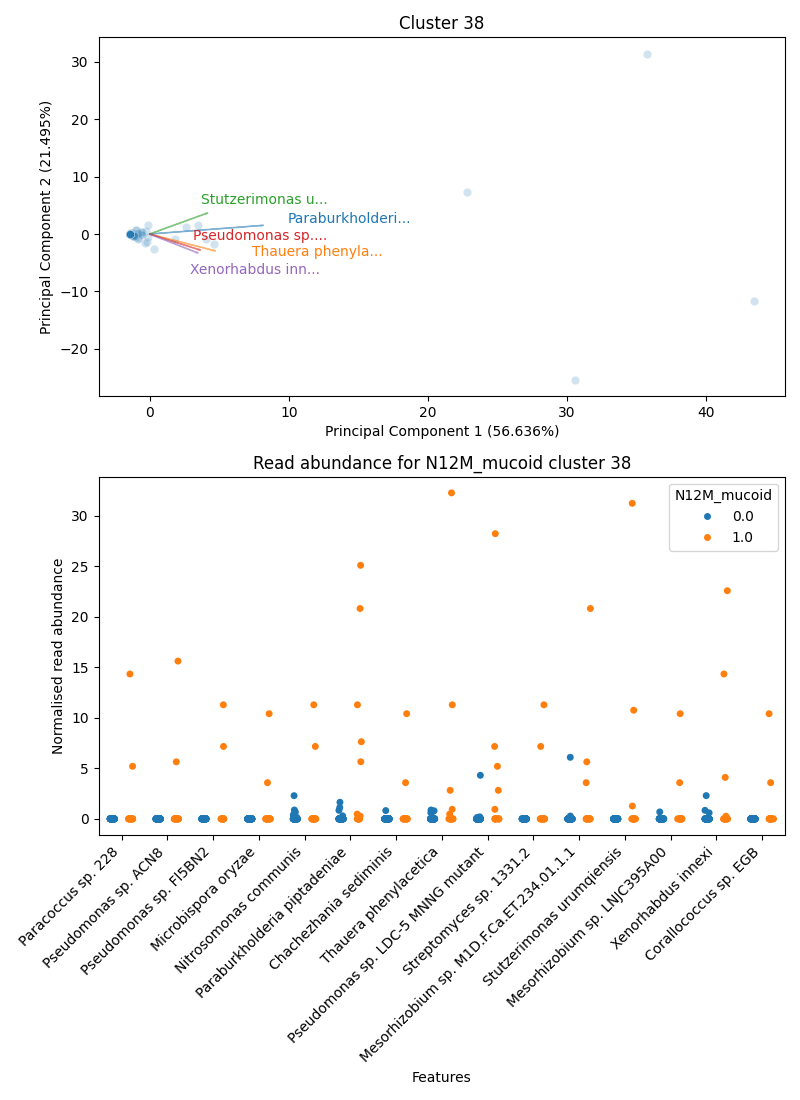 Cluster 38
Principal Component 2 (21.495%)
30
20
10
0
−10
−20
Stutzerimonas u...
Paraburkholderi...
Pseudomonas sp....
Thauera phenyla...
Xenorhabdus inn...
0
10
20
30
40
Principal Component 1 (56.636%)
Read abundance for N12M_mucoid cluster 38
Normalised read abundance
30
25
20
15
10
5
0
N12M_mucoid
0.0
1.0
Paracoccus sp. 228
Pseudomonas sp. ACN8
Pseudomonas sp. FI5BN2
Microbispora oryzae
Nitrosomonas communis
Paraburkholderia piptadeniae
Chachezhania sediminis
Thauera phenylacetica
Pseudomonas sp. LDC-5 MNNG mutant
Streptomyces sp. 1331.2
Mesorhizobium sp. M1D.F.Ca.ET.234.01.1.1
Stutzerimonas urumqiensis
Mesorhizobium sp. LNJC395A00
Xenorhabdus innexi
Corallococcus sp. EGB
Features